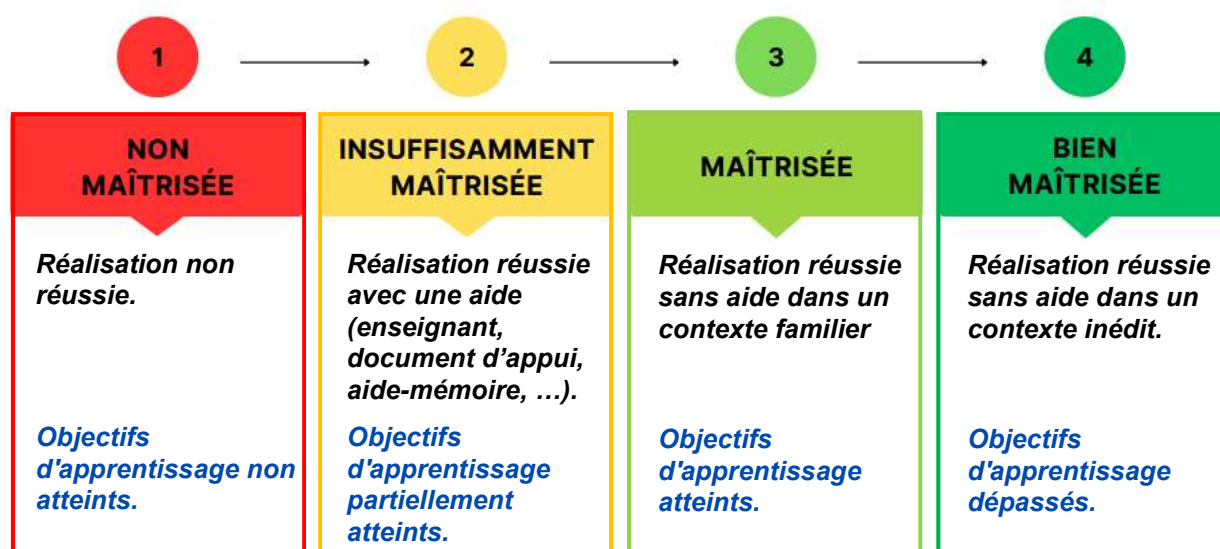 1
2
3
4
NON
MAÎTRISÉE
INSUFFISAMMENT
MAÎTRISÉE
MAÎTRISÉE
BIEN
MAÎTRISÉE
Réalisation non
réussie.
Objectifs
d'apprentissage non
atteints.
Réalisation réussie
avec une aide
(enseignant,
document d’appui,
aide-mémoire, …).
Objectifs
d'apprentissage
partiellement
atteints.
Réalisation réussie
sans aide dans un
contexte familier
Objectifs
d'apprentissage
atteints.
Réalisation réussie
sans aide dans un
contexte inédit.
Objectifs
d'apprentissage
dépassés.